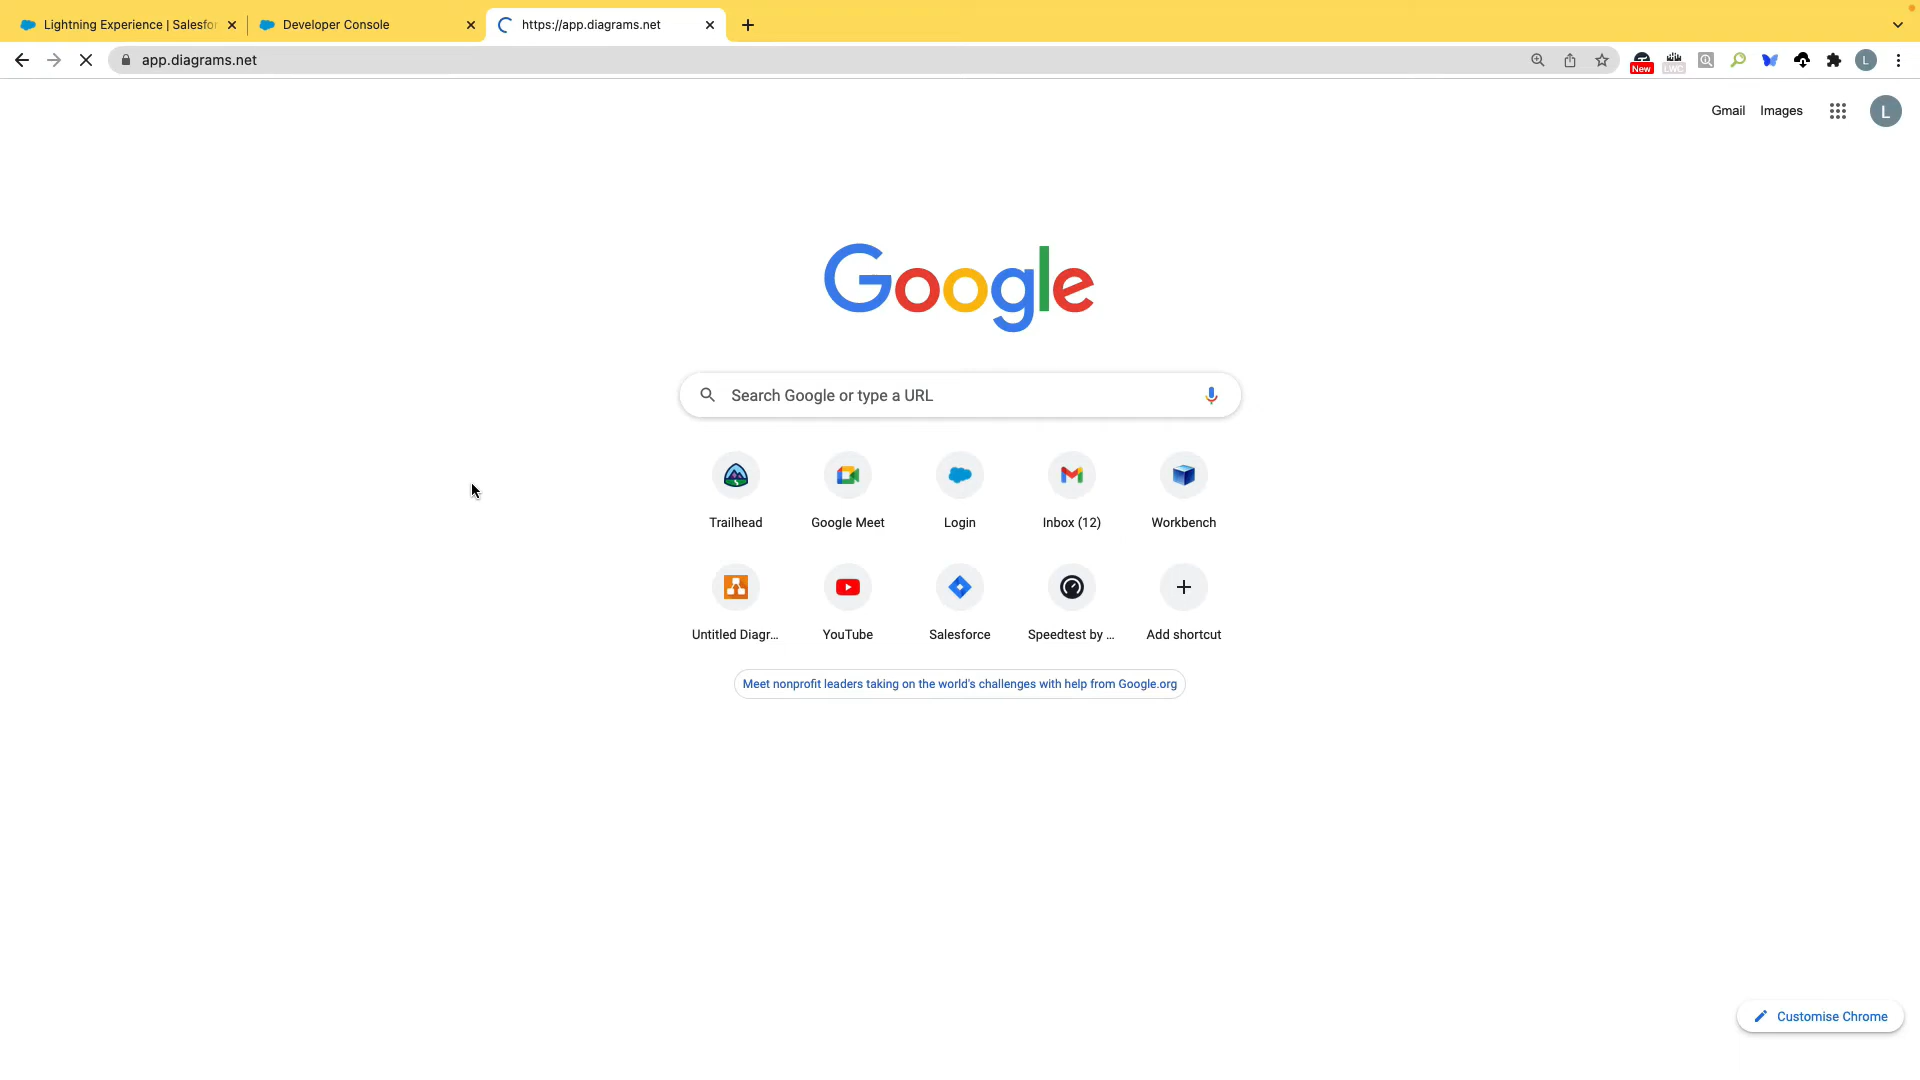 Lightning Experience | Salesfor
Developer Console
https://app.diagrams.net
app.diagrams.net
New
LWC
L
Gmail
Images
L
Google
Search Google or type a URL
Trailhead
Google Meet
Login
Inbox (12)
Workbench
Untitled Diagr...
YouTube
Salesforce
Speedtest by ...
Add shortcut
Meet nonprofit leaders taking on the world's challenges with help from Google.org
Customise Chrome